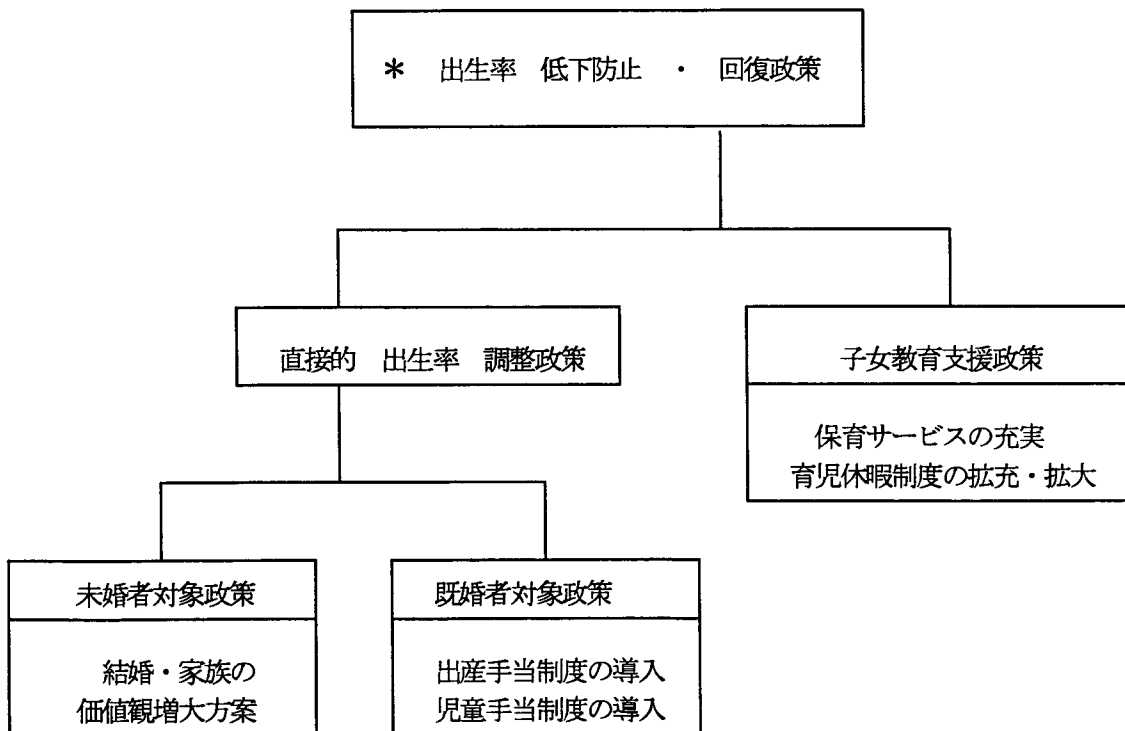 * 出生率 低下防止 ・ 回復政策
直接的 出生率 調整政策
子女教育支援政策
保育サービスの充実
育児休暇制度の拡充・拡大
未婚者対象政策
結婚・家族の
価値観増大方案
既婚者対象政策
出産手当制度の導入
児童手当制度の導入